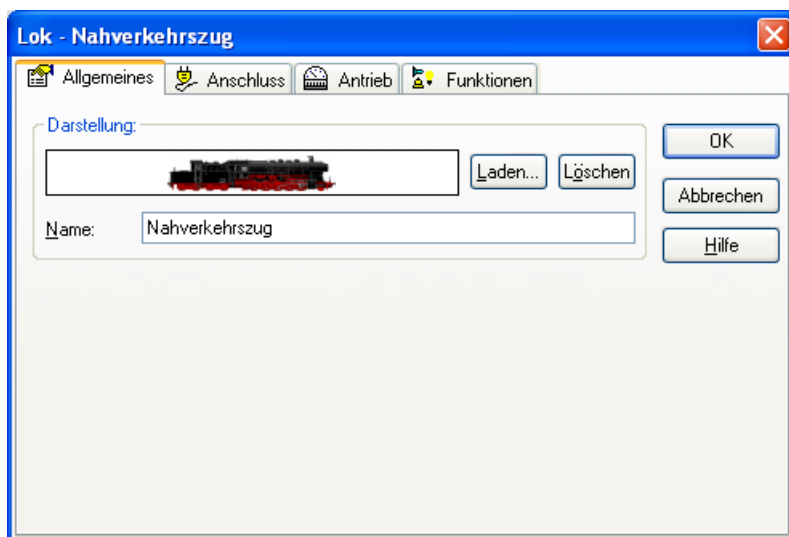 Lok - Nahverkehrszug
Allgemeines Anschluss Antrieb Funktionen
Darstellung:
Laden... Löschen
Name: Nahverkehrszug
OK
Abbrechen
Hilfe